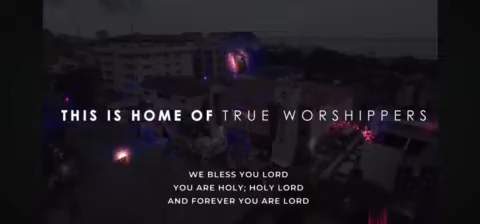 THIS IS HOME OF TRUE WORSHIPPERS
WE BLESS YOU LORD
YOU ARE HOLY; HOLY LORD
AND FOREVER YOU ARE LORD